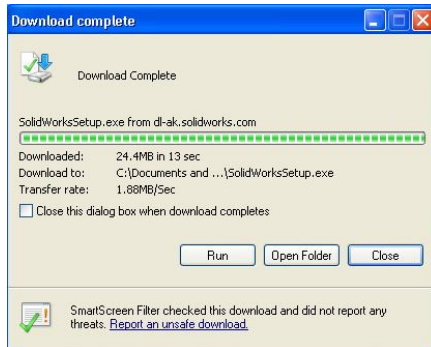 Download complete
Download Complete
SolidWorksSetup.exe from dl-ak.solidworks.com
Downloaded: 24.4MB in 13 sec
Download to: C:\Documents and ...\SolidWorksSetup.exe
Transfer rate: 1.88MB/Sec
Close this dialog box when download completes
Run Open Folder Close
SmartScreen Filter checked this download and did not report any
threats. Report an unsafe download.